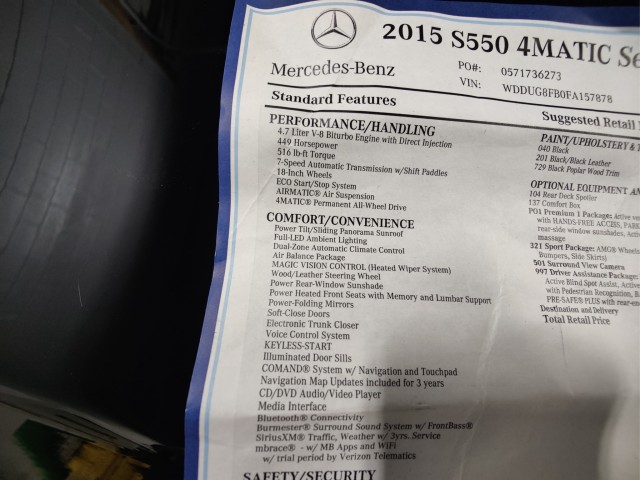 2015 S550 4MATIC Se
Mercedes-Benz
PO#: 0571736273
VIN: WDDUG8FB0FA157878
Standard Features
Suggested Retail
PERFORMANCE/HANDLING
4.7 Liter V-8 Biturbo Engine with Direct Injection
449 Horsepower
516 lb-ft Torque
7-Speed Automatic Transmission w/Shift Paddles
18-Inch Wheels
ECO Start/Stop System
AIRMATIC® Air Suspension
4MATIC® Permanent All-Wheel Drive
COMFORT/CONVENIENCE
Power Tilt/Sliding Panorama Sunroof
Full-LED Ambient Lighting
Dual-Zone Automatic Climate Control
Air Balance Package
MAGIC VISION CONTROL (Heated Wiper System)
Wood/Leather Steering Wheel
Power Rear-Window Sunshade
Power Heated Front Seats with Memory and Lumbar Support
Power-Folding Mirrors
Soft-Close Doors
Electronic Trunk Closer
Voice Control System
KEYLESS-START
Illuminated Door Sills
COMAND® System w/ Navigation and Touchpad
Navigation Map Updates included for 3 years
CD/DVD Audio/Video Player
Media Interface
Bluetooth® Connectivity
Burmester® Surround Sound System w/ FrontBass®
SiriusXM® Traffic, Weather w/ 3yrs. Service
mbrace® - w/ MB Apps and WiFi
w/ trial period by Verizon Telematics
SAFETY/SECURITY
PAINT/UPHOLSTERY & T
040 Black
201 Black/Black Leather
729 Black Poplar Wood Trim
OPTIONAL EQUIPMENT AN
104 Rear Deck Spoiler
137 Comfort Box
PO1 Premium 1 Package: Active
with HANDS-FREE ACCESS, PARK
rear-side window sunshades, Activ
massage
321 Sport Package: AMG® Wheels
Bumpers, Side Skirts)
501 Surround View Camera
997 Driver Assistance Package:
Active Blind Spot Assist, Active
with Pedestrian Recognition, B
PRE-SAFE® PLUS with rear-en
Destination and Delivery
Total Retail Price